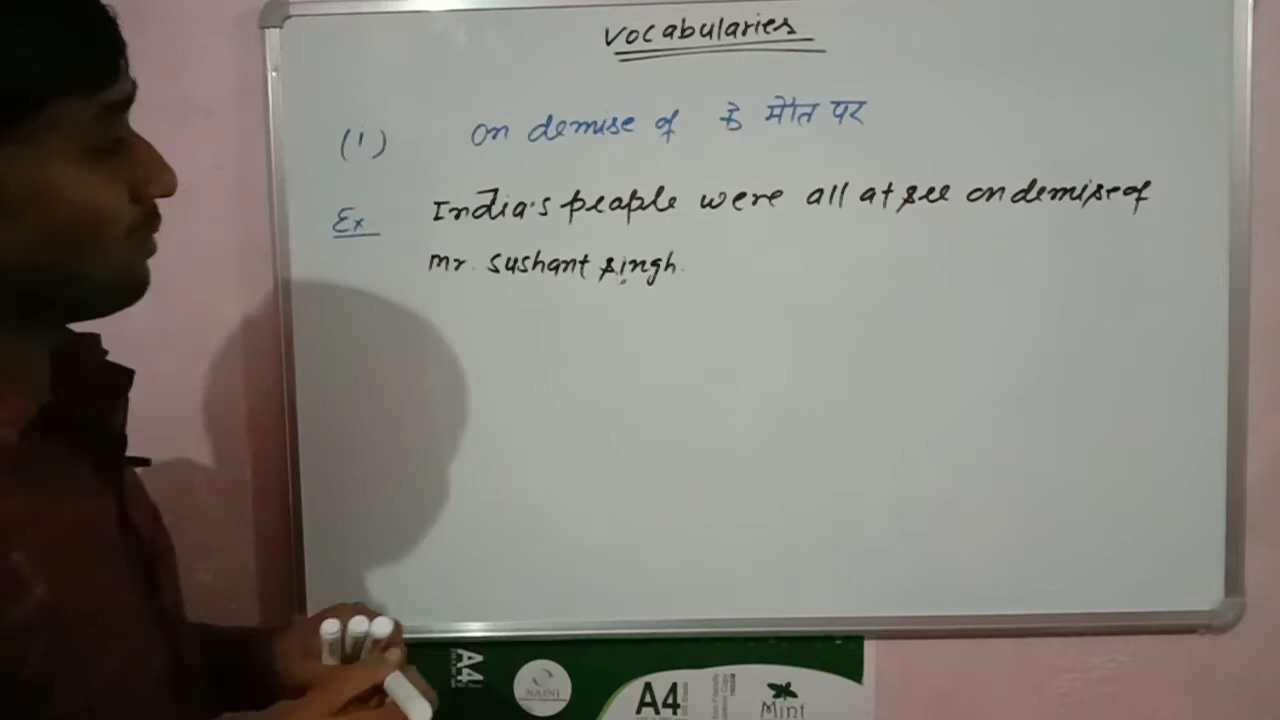 Vocabularies
(1) on demise of के मौत पर
Ex India's peaple were all at see on demise of
mr. sushant singh.
A4
NAINI
A4
Mint